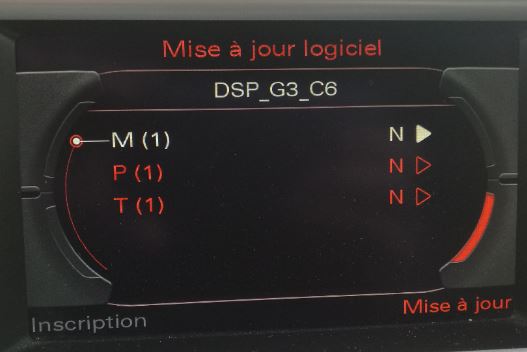 Mise à jour logiciel
DSP_G3_C6
M (1) N
P (1) N
T (1) N
Mise à jour
Inscription